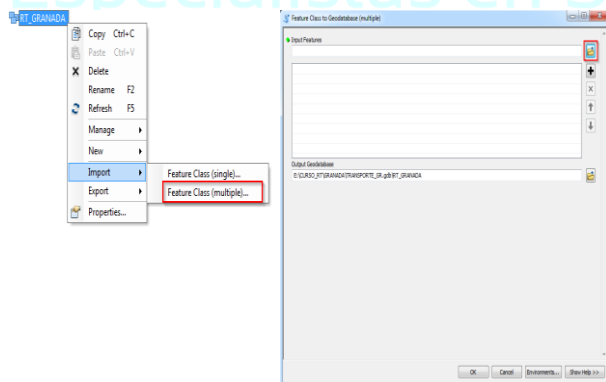 Especialistas en
RT_GRANADA
Copy Ctrl+C
Paste Ctrl+V
Delete
Rename F2
Refresh F5
Manage
New
Import
Export
Properties...
Feature Class (single)...
Feature Class (multiple)...
Feature Class to Geodatabase (multiple)
Input Features
Output Geodatabase
E:\CURSO_RT\GRANADA\TRANSPORTE_GR.gdb\RT_GRANADA
OK Cancel Environments... Show Help >>